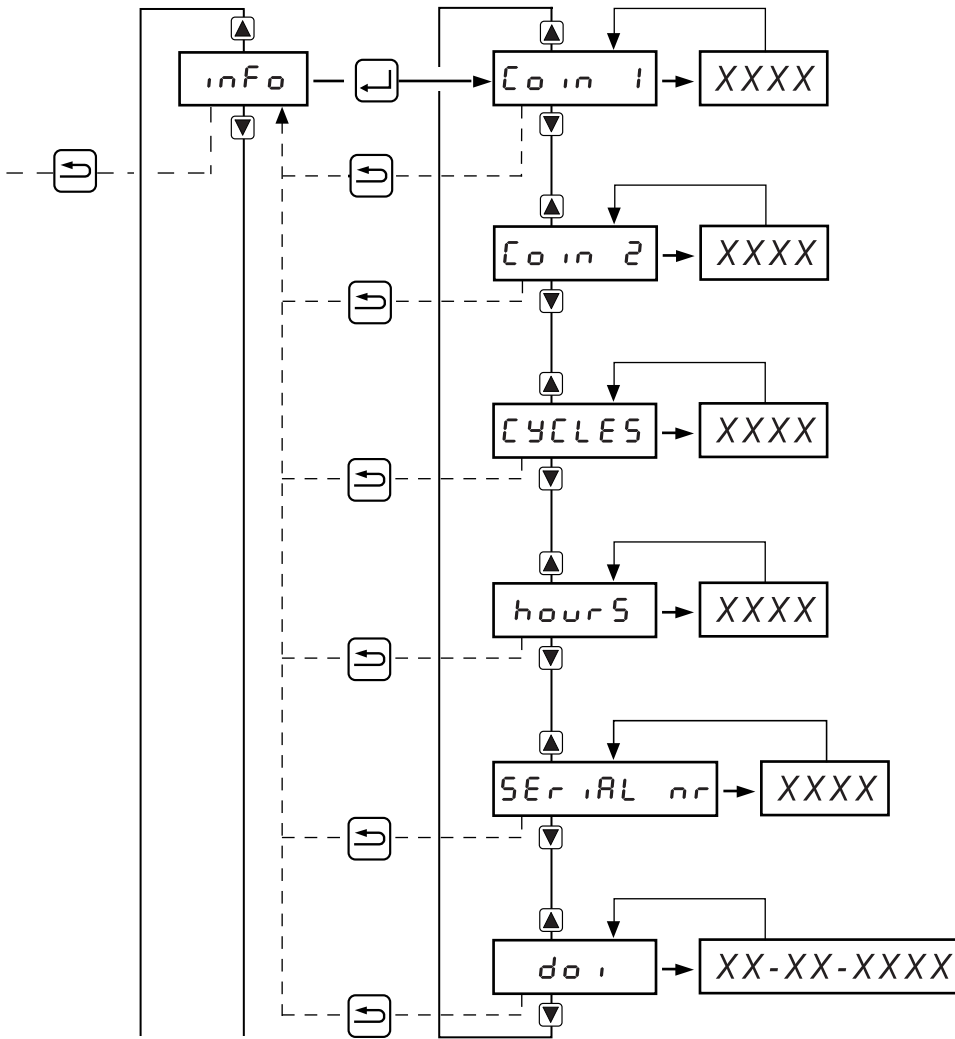 inFo
Coin 1
XXXX
Coin 2
XXXX
CYCLES
XXXX
hourS
XXXX
SEriAL nr
XXXX
doi
XX-XX-XXXX